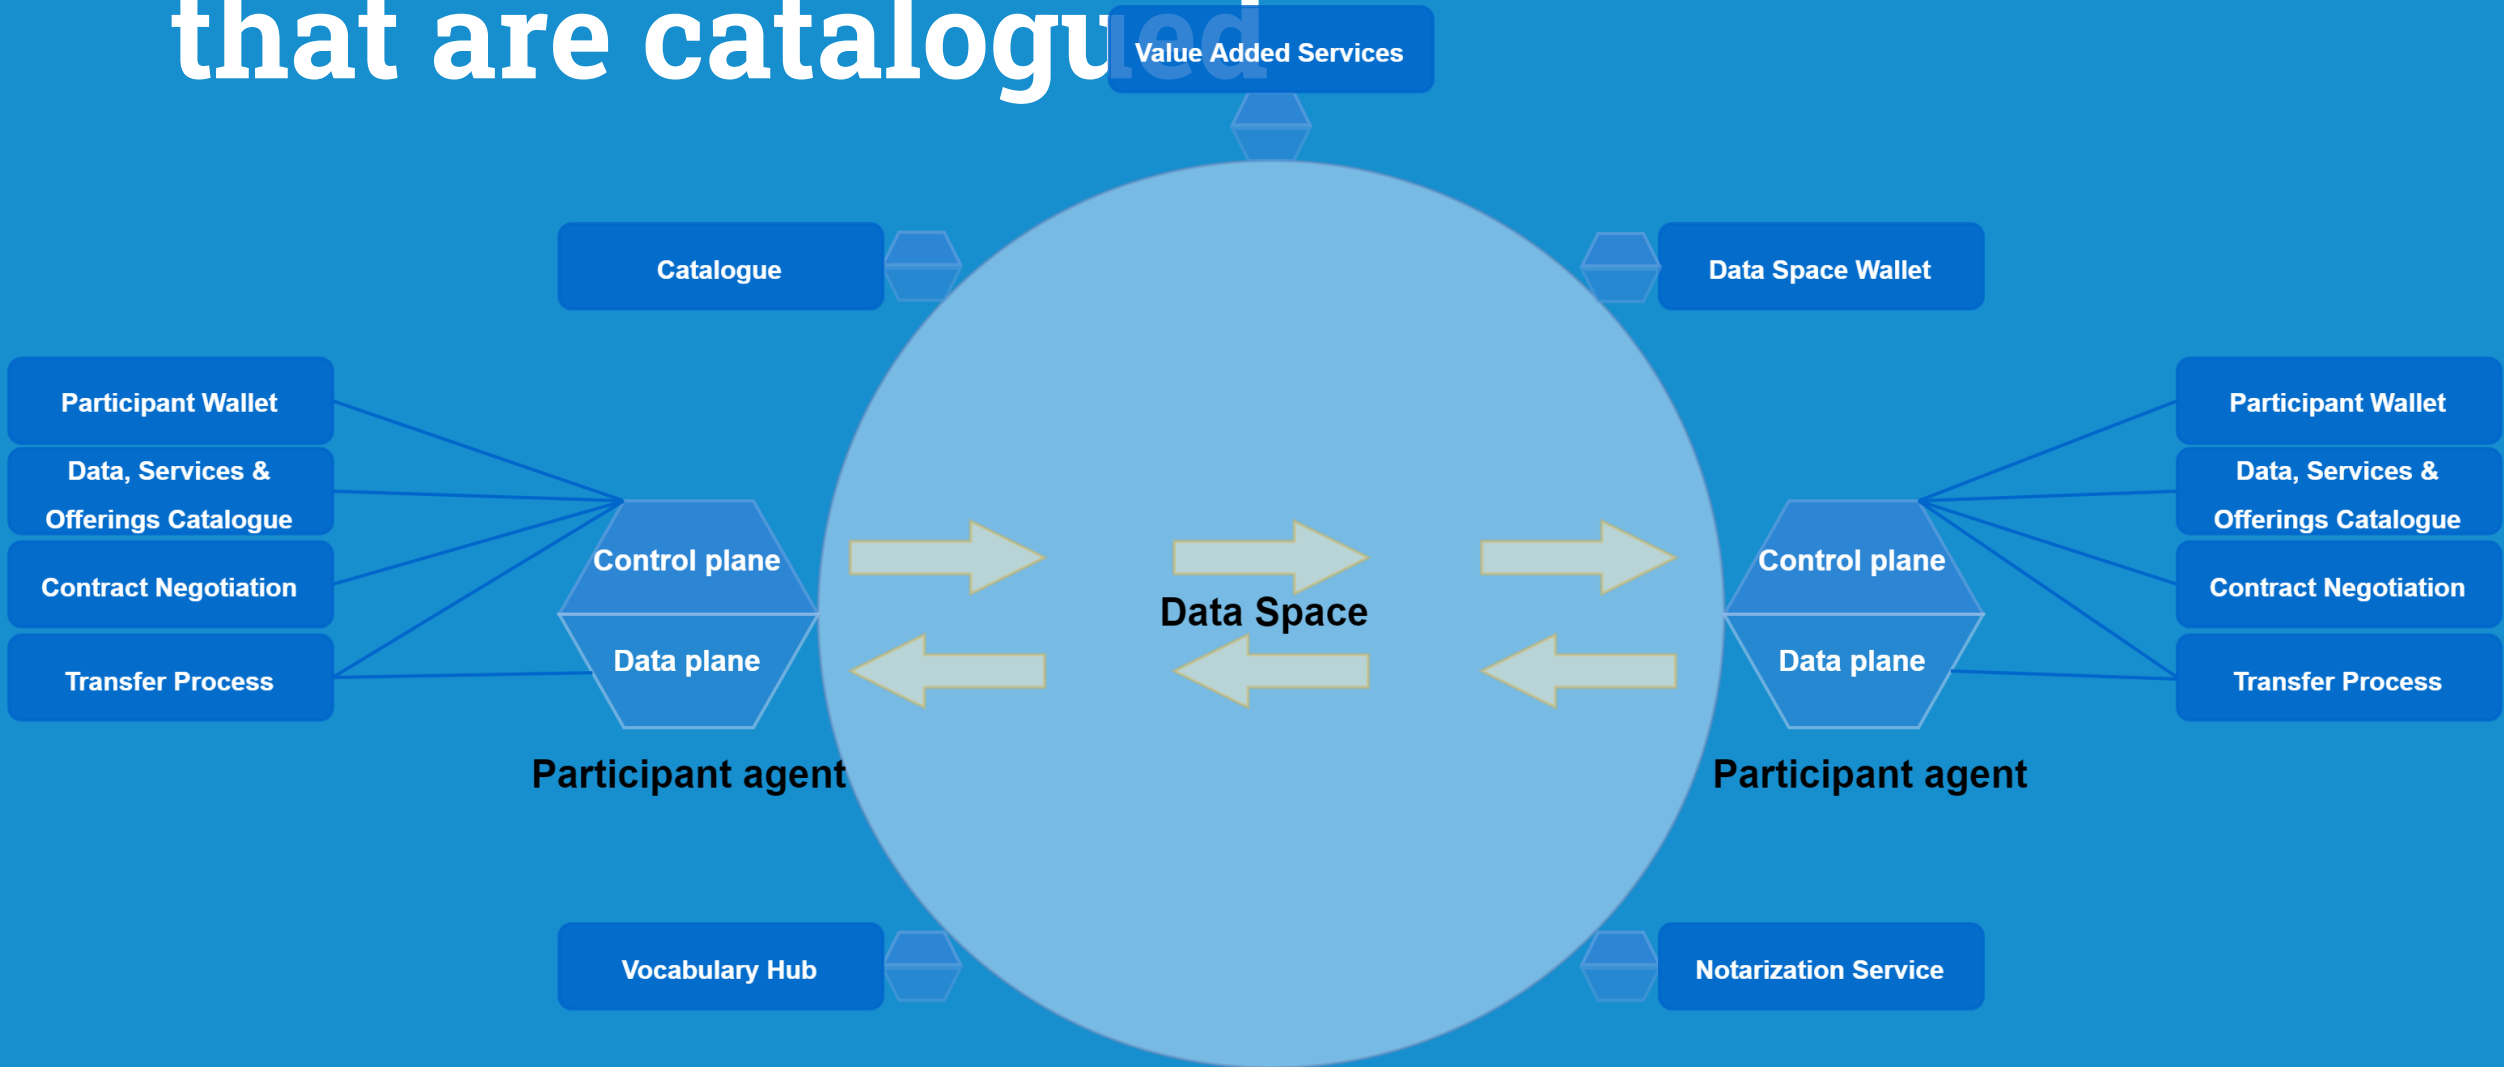 that are catalogued
Value Added Services
Catalogue
Data Space Wallet
Participant Wallet
Data, Services &
Offerings Catalogue
Contract Negotiation
Transfer Process
Control plane
Data plane
Participant agent
Data Space
Control plane
Data plane
Participant agent
Participant Wallet
Data, Services &
Offerings Catalogue
Contract Negotiation
Transfer Process
Vocabulary Hub
Notarization Service